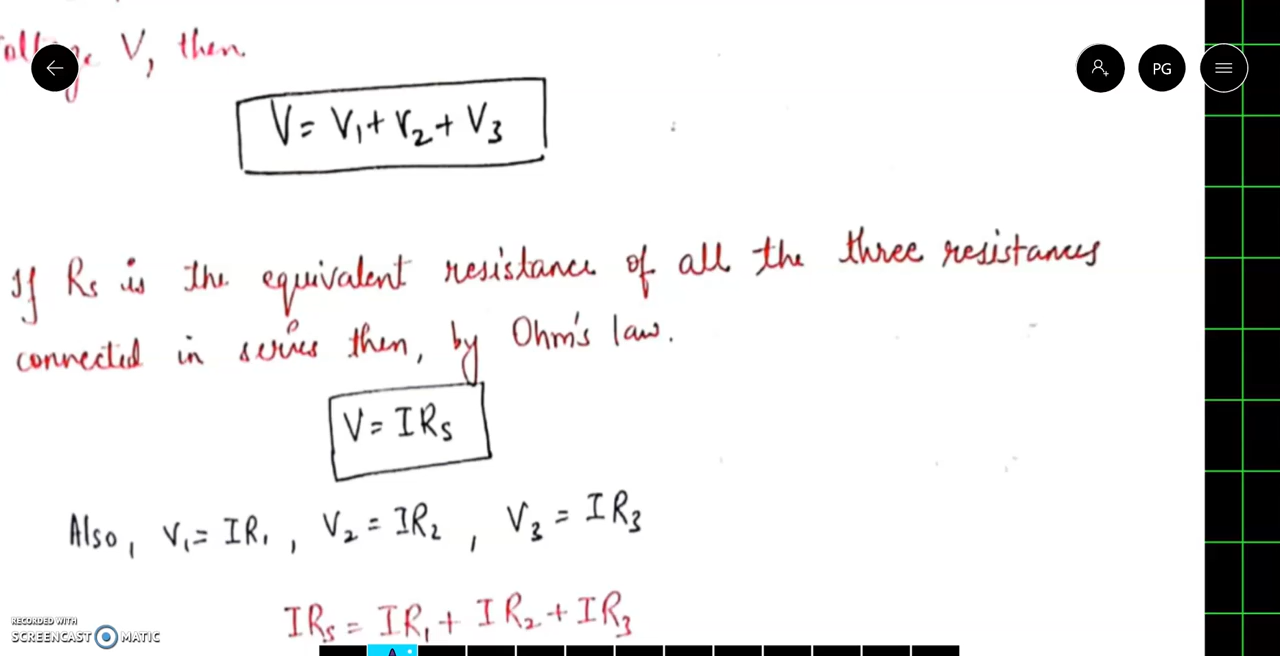 V, then
PG
V = V₁ + V₂ + V₃
If Rs is the equivalent resistance of all the three resistances
connected in series then, by Ohm's law.
V = IRs
Also, V₁ = IR₁ , V₂ = IR₂ , V₃ = IR₃
IRs = IR₁ + IR₂ + IR₃
RECORDED WITH
SCREENCAST MATIC